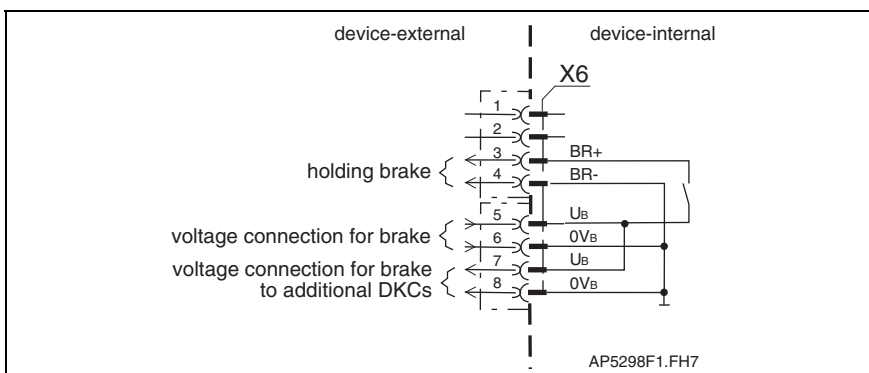 device-external
device-internal
X6
1
2
3 BR+
4 BR-
holding brake
5 UB
6 0VB
voltage connection for brake
7 UB
8 0VB
voltage connection for brake
to additional DKCs
AP5298F1.FH7